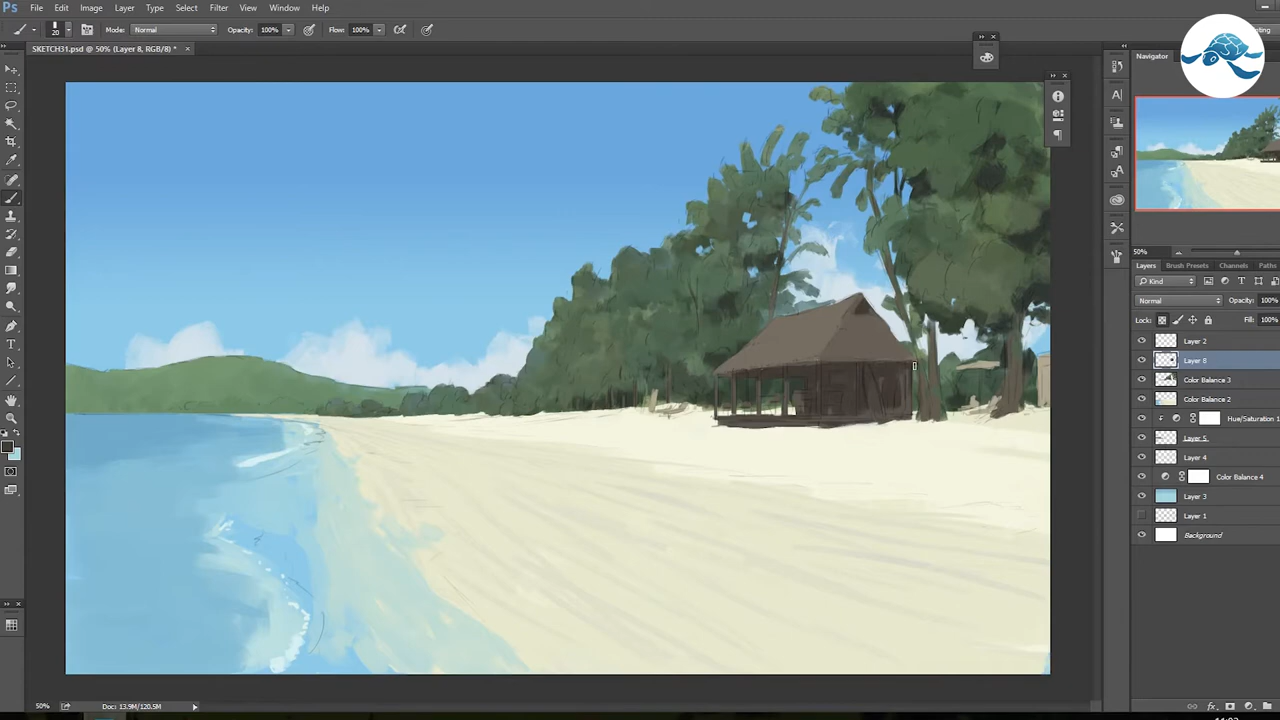 Ps File Edit Image Layer Type Select Filter View Window Help
20 Mode: Normal Opacity: 100% Flow: 100%
SKETCH31.psd @ 50% (Layer 8, RGB/8) * ×
Navigator
50%
Layers Brush Presets Channels Paths
Kind
Normal Opacity: 100%
Lock: Fill: 100%
Layer 2
Layer 8
Color Balance 3
Color Balance 2
Hue/Saturation 1
Layer 5
Layer 4
Color Balance 4
Layer 3
Layer 1
Background
50% Doc: 13.9M/120.5M